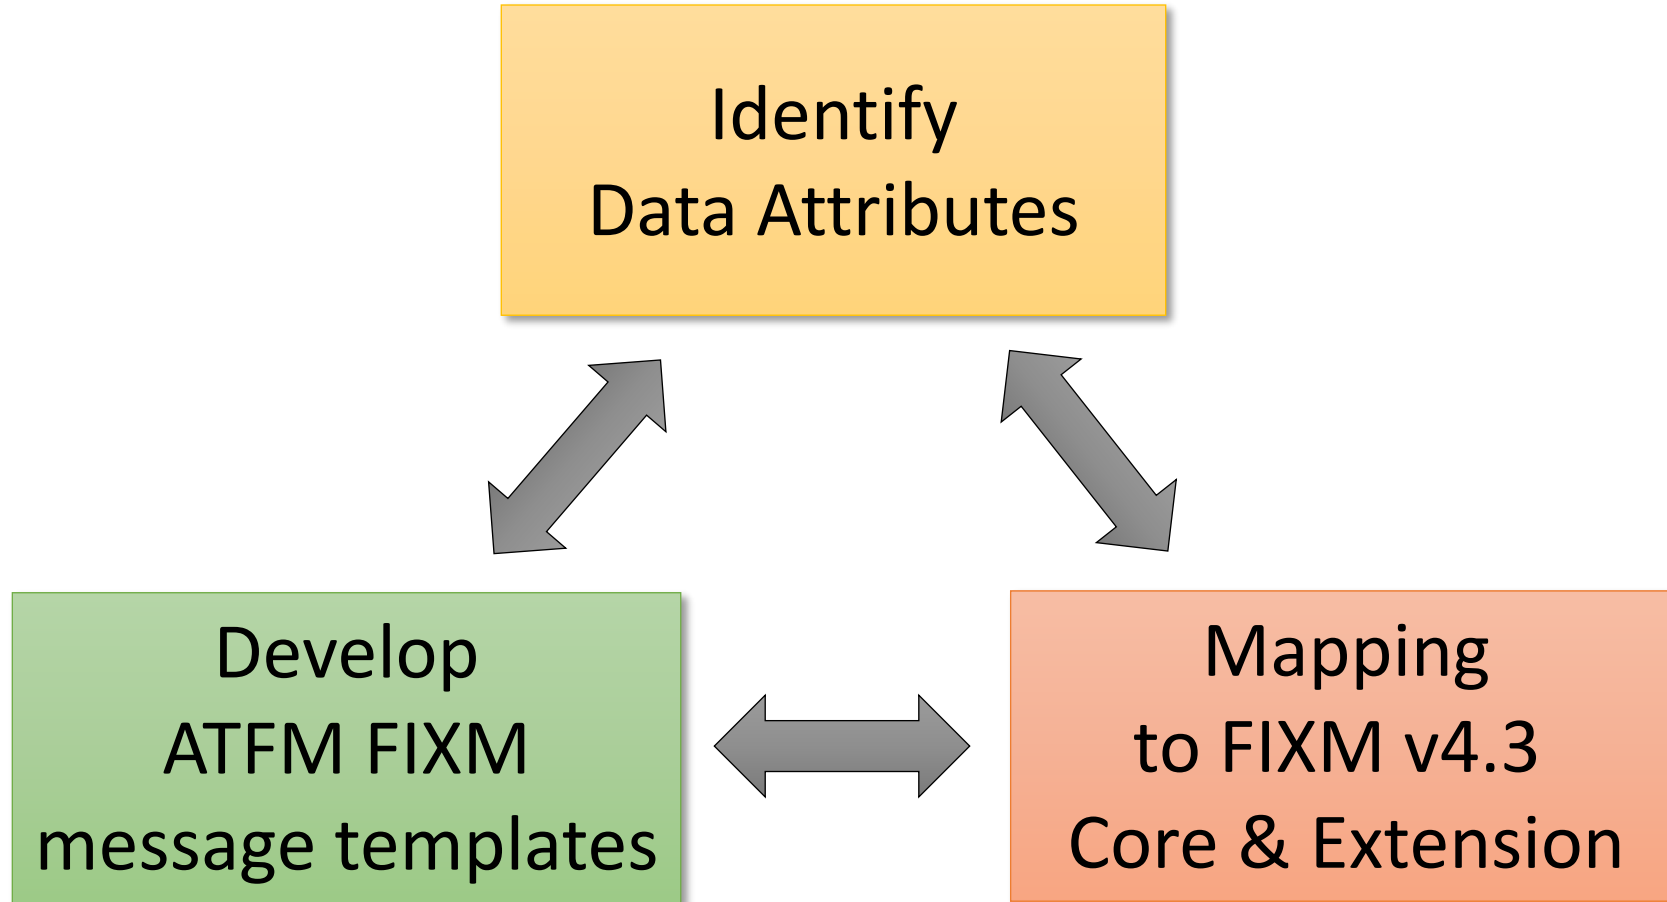 Identify
Data Attributes
Develop
ATFM FIXM
message templates
Mapping
to FIXM v4.3
Core & Extension